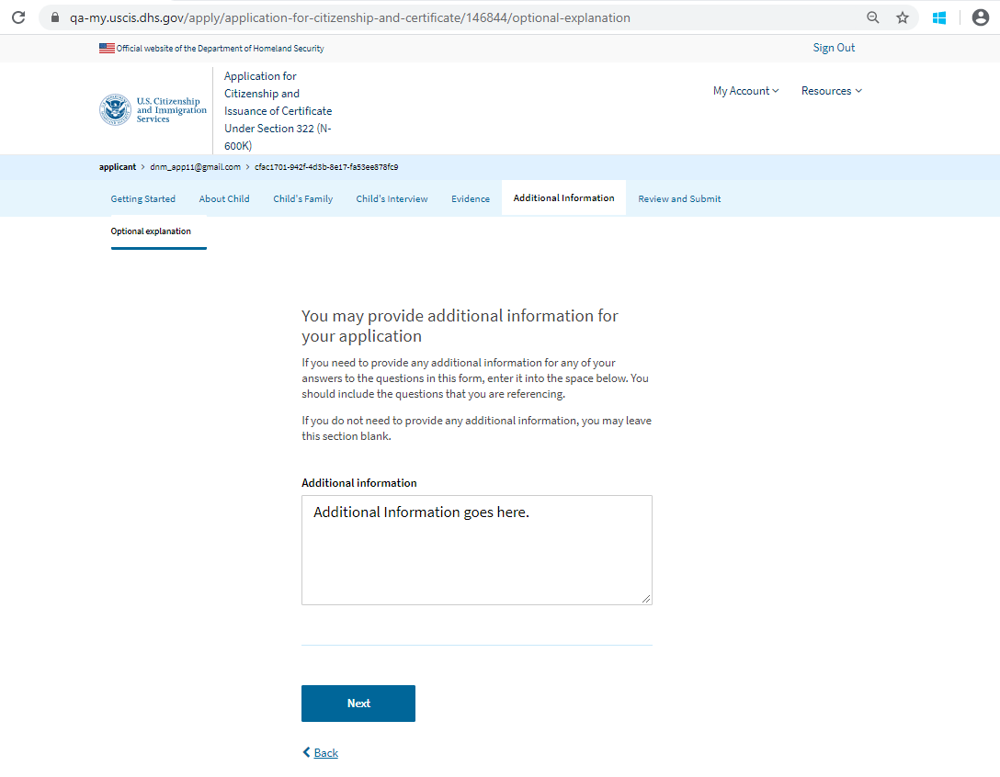 qa-my.uscis.dhs.gov/apply/application-for-citizenship-and-certificate/146844/optional-explanation
Official website of the Department of Homeland Security
Sign Out
U.S. Citizenship
and Immigration
Services
Application for
Citizenship and
Issuance of Certificate
Under Section 322 (N-
600K)
My Account
Resources
applicant > dnm_app11@gmail.com > cfac1701-942f-4d3b-8e17-fa53ee878fc9
Getting Started About Child Child's Family Child's Interview Evidence Additional Information Review and Submit
Optional explanation
You may provide additional information for
your application
If you need to provide any additional information for any of your
answers to the questions in this form, enter it into the space below. You
should include the questions that you are referencing.
If you do not need to provide any additional information, you may leave
this section blank.
Additional information
Additional Information goes here.
Next
Back